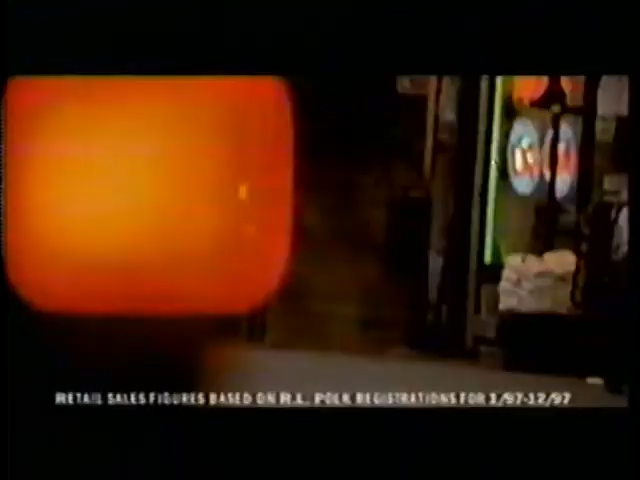 RETAIL SALES FIGURES BASED ON R.L. POLK REGISTRATIONS FOR 1/97-12/97